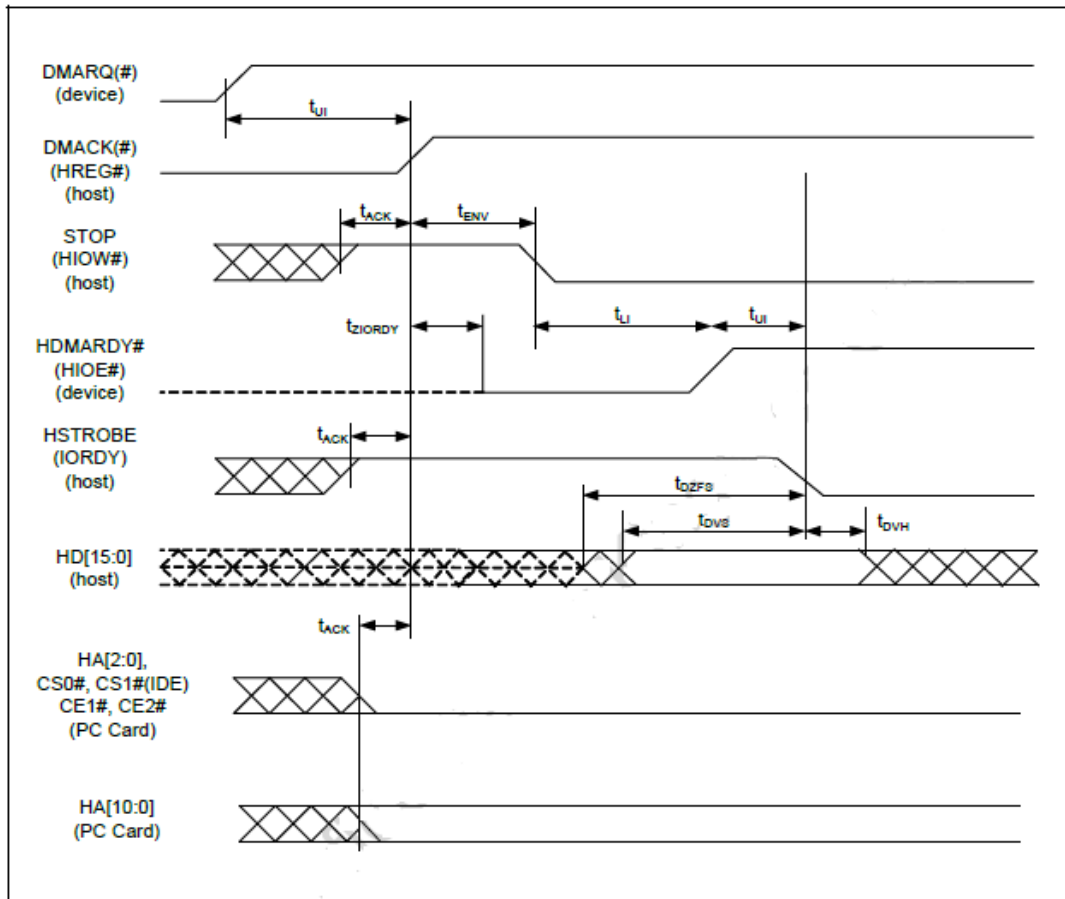 DMARQ(#)
(device)
tUI
DMACK(#)
(HREG#)
(host)
tACK
tENV
STOP
(HIOW#)
(host)
tZIORDY
tLI
tUI
HDMARDY#
(HIOE#)
(device)
HSTROBE
(IORDY)
(host)
tACK
tDZFS
tDVS
tDVH
HD[15:0]
(host)
tACK
HA[2:0],
CS0#, CS1#(IDE)
CE1#, CE2#
(PC Card)
HA[10:0]
(PC Card)